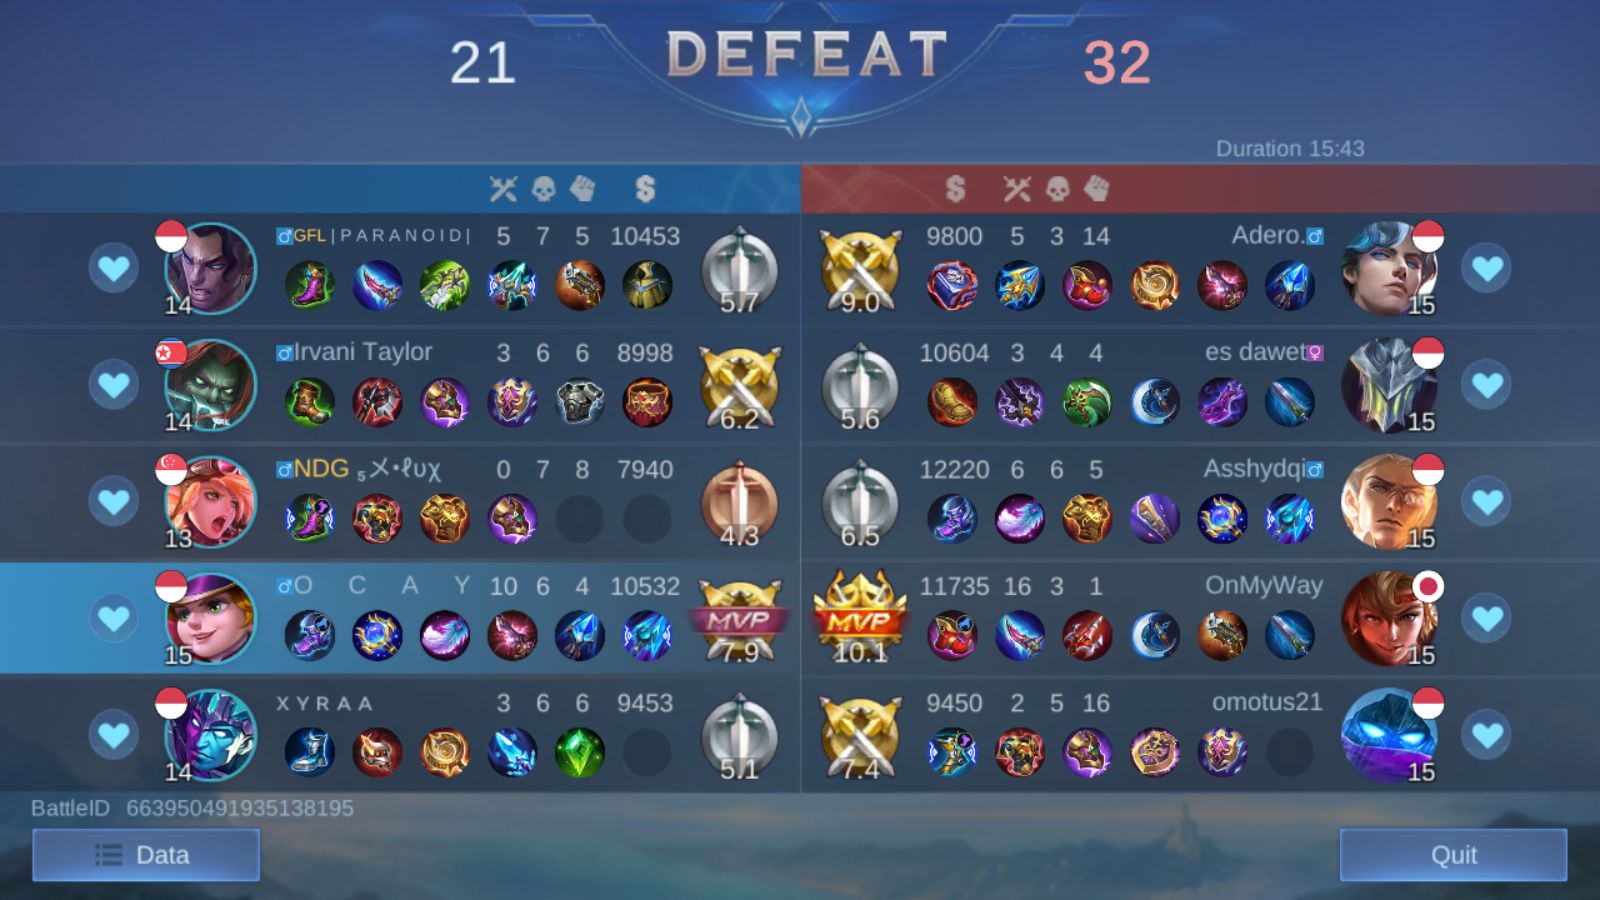 21 DEFEAT 32
Duration 15:43
GFL|PARANOID| 5 7 5 10453
14 5.7
9800 5 3 14 Adero.
9.0 15
Irvani Taylor 3 6 6 8998
14 6.2
10604 3 4 4 es dawet
5.6 15
NDG ₅メ•ℓυχ 0 7 8 7940
13 4.3
12220 6 6 5 Asshydqi
6.5 15
O C A Y 10 6 4 10532
15 MVP 7.9
11735 16 3 1 OnMyWay
MVP 10.1 15
XYRAA 3 6 6 9453
14 5.1
9450 2 5 16 omotus21
7.4 15
BattleID 663950491935138195
Data
Quit